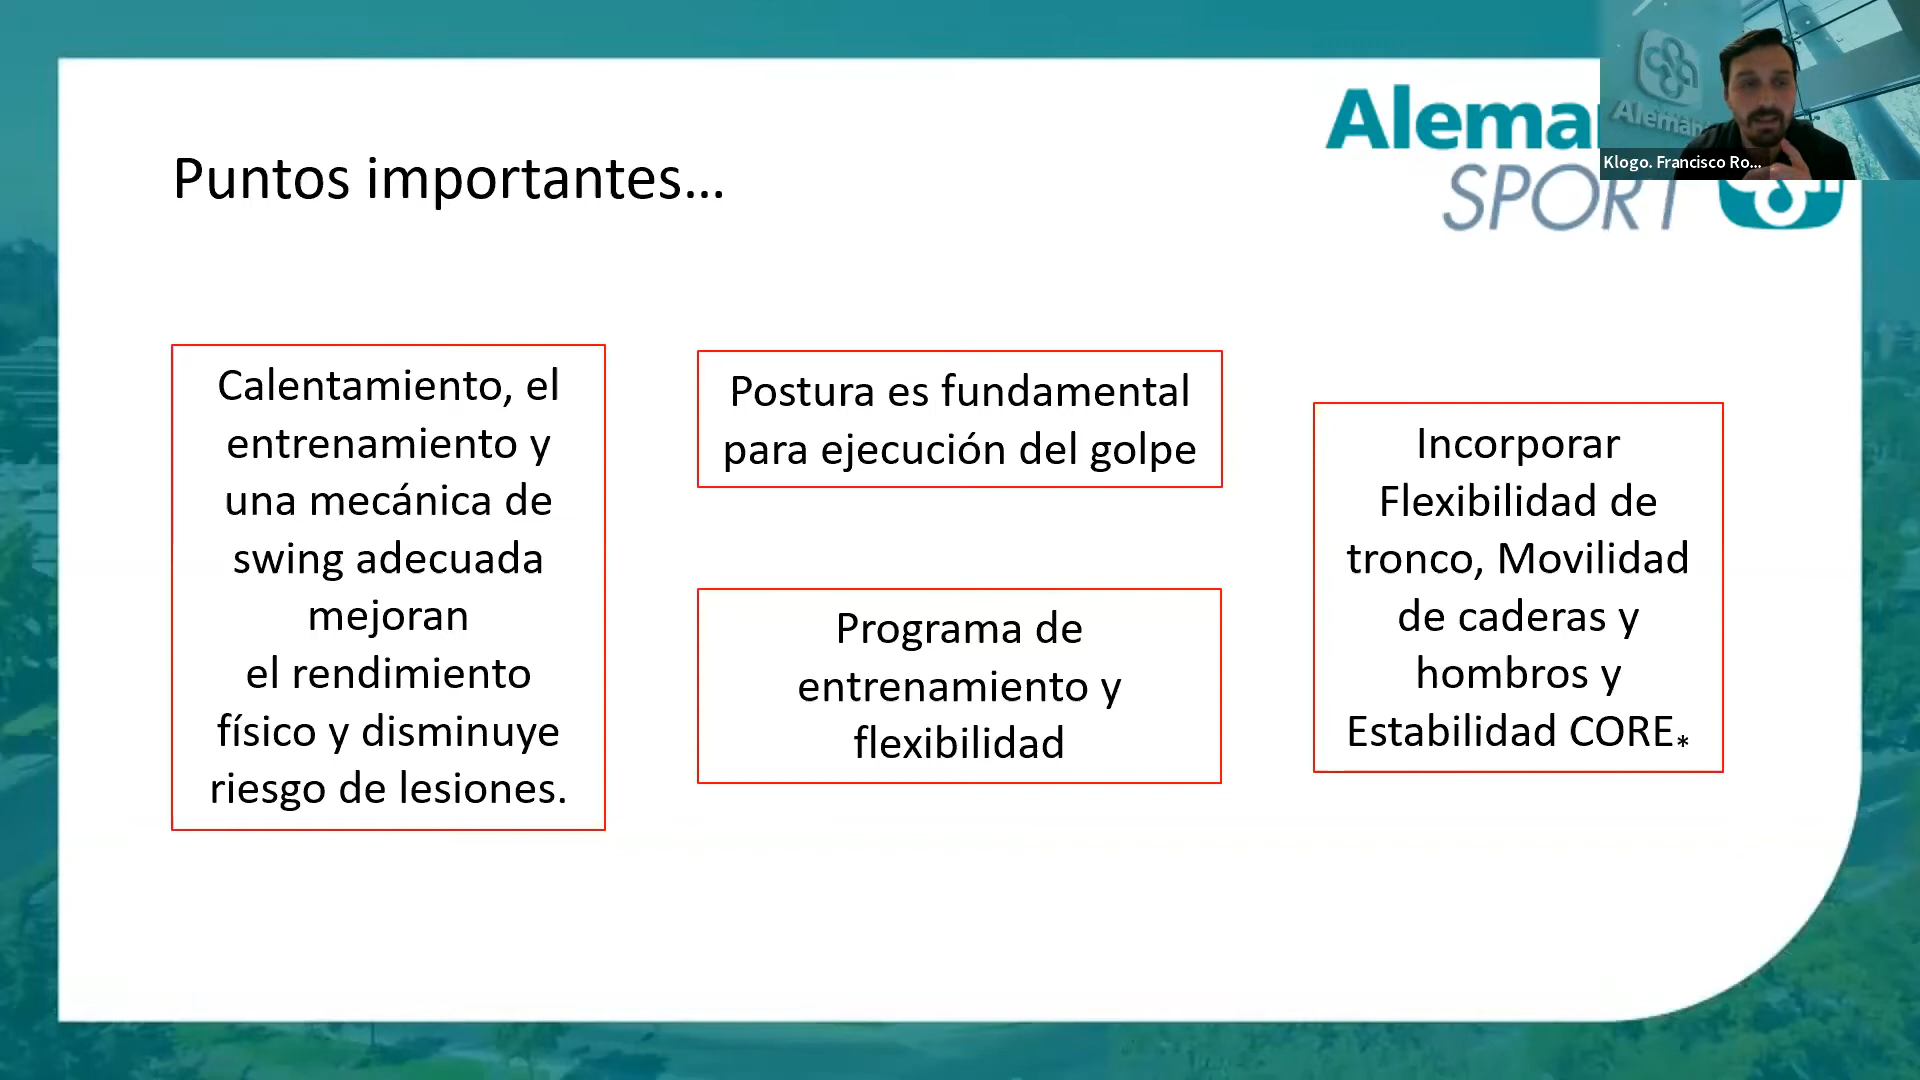 Puntos importantes...
Alema
SPORT
Aleman
Klogo. Francisco Ro...
Calentamiento, el
entrenamiento y
una mecánica de
swing adecuada
mejoran
el rendimiento
físico y disminuye
riesgo de lesiones.
Postura es fundamental
para ejecución del golpe
Programa de
entrenamiento y
flexibilidad
Incorporar
Flexibilidad de
tronco, Movilidad
de caderas y
hombros y
Estabilidad CORE*